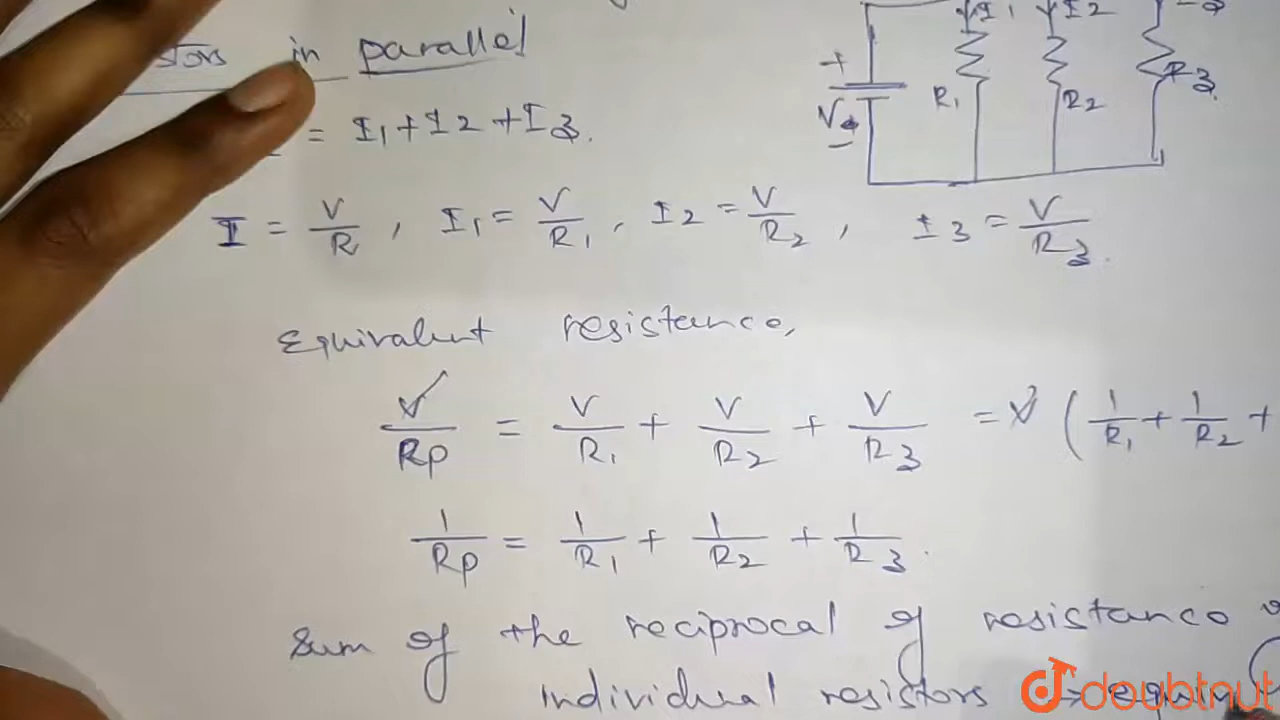 in parallel
= I1 + I2 + I3.
I1 I2
+ V -
R1 R2 R3
I = V/R , I1 = V/R1 , I2 = V/R2 , I3 = V/R3
Equivalent resistance,
V/Rp = V/R1 + V/R2 + V/R3 = V (1/R1 + 1/R2 +
1/Rp = 1/R1 + 1/R2 + 1/R3 .
Sum of the reciprocal of resistance
individual resistors
doubtnut